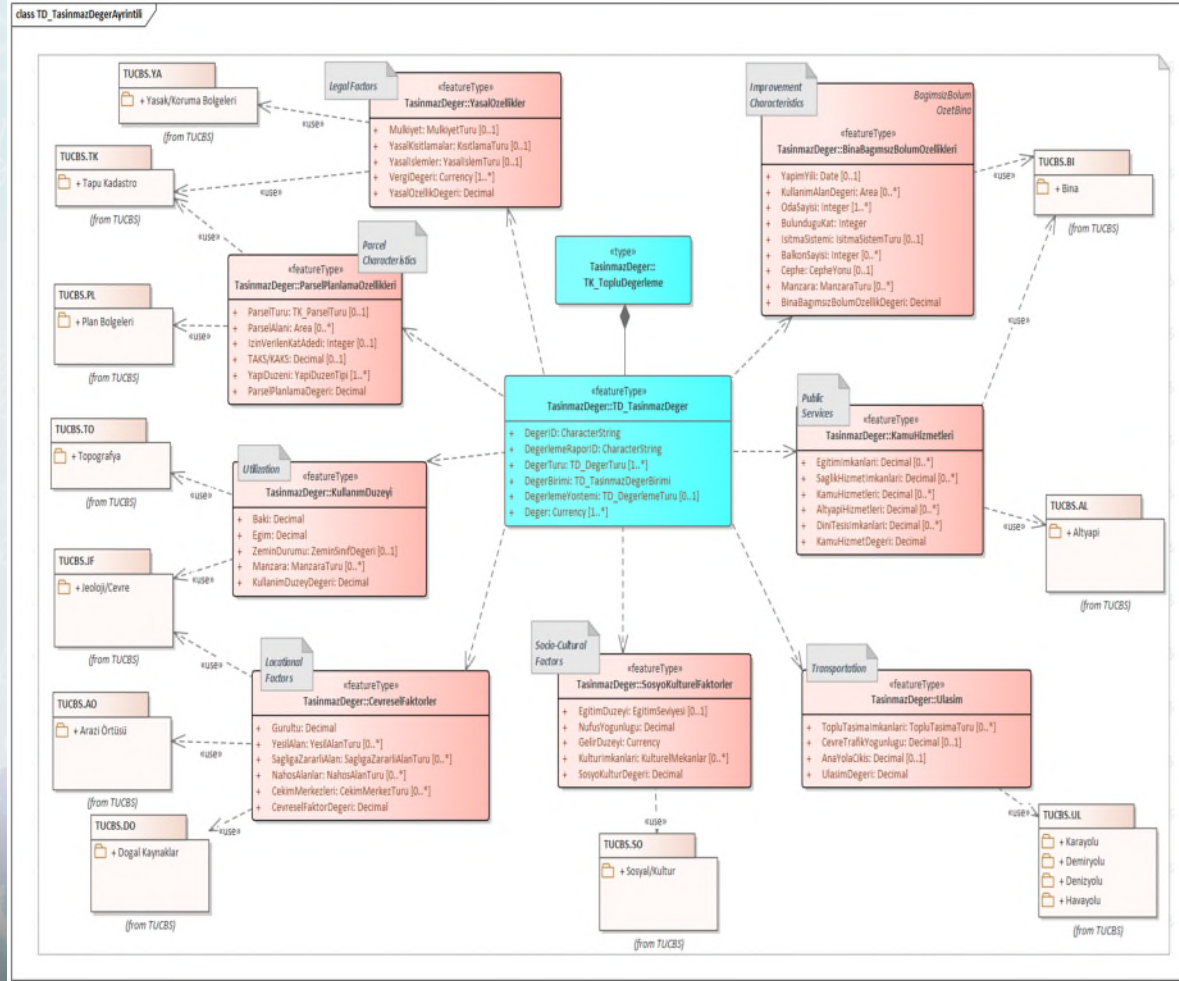 class TD_TasinmazDegerAyrintili
TUCBS.YA
+ Yasak/Koruma Bolgeleri
(from TUCBS)
«use»
TUCBS.TK
+ Tapu Kadastro
(from TUCBS)
«use»
«use»
Legal Factors
«featureType»
TasinmazDeger::YasalOzellikler
+ Mulkiyet: MulkiyetTuru [0..1]
+ YasalKisitlamalar: KisitlamaTuru [0..1]
+ YasalIslemler: YasalIslemTuru [0..1]
+ VergiDegeri: Currency [1..*]
+ YasalOzellikDegeri: Decimal
Improvement
Characteristics
BagimsizBolum
OzetBina
«featureType»
TasinmazDeger::BinaBagımsızBolumOzellikleri
+ YapimYili: Date [0..1]
+ KullanimAlanDegeri: Area [0..*]
+ OdaSayisi: Integer [1..*]
+ BulunduguKat: Integer
+ IsitmaSistemi: IsitmaSistemTuru [0..1]
+ BalkonSayisi: Integer [0..*]
+ Cephe: CepheYonu [0..1]
+ Manzara: ManzaraTuru [0..*]
+ BinaBagımsızBolumOzellikDegeri: Decimal
«use»
TUCBS.BI
+ Bina
(from TUCBS)
«use»
Parcel
Characteristics
«featureType»
TasinmazDeger::ParselPlanlamaOzellikleri
+ ParselTuru: TK_ParselTuru [0..1]
+ ParselAlani: Area [0..*]
+ IzinVerilenKatAdedi: Integer [0..1]
+ TAKS/KAKS: Decimal [0..1]
+ YapiDuzeni: YapiDuzenTipi [1..*]
+ ParselPlanlamaDegeri: Decimal
TUCBS.PL
+ Plan Bolgeleri
(from TUCBS)
«use»
«type»
TasinmazDeger::
TK_TopluDegerleme
«featureType»
TasinmazDeger::TD_TasinmazDeger
+ DegerID: CharacterString
+ DegerlemeRaporID: CharacterString
+ DegerTuru: TD_DegerTuru [1..*]
+ DegerBirimi: TD_TasinmazDegerBirimi
+ DegerlemeYontemi: TD_DegerlemeTuru [0..1]
+ Deger: Currency [1..*]
Public
Services
«featureType»
TasinmazDeger::KamuHizmetleri
+ EgitimImkanlari: Decimal [0..*]
+ SaglikHizmetImkanlari: Decimal [0..*]
+ KamuHizmetleri: Decimal [0..*]
+ AltyapiHizmetleri: Decimal [0..*]
+ DiniTesisImkanlari: Decimal [0..*]
+ KamuHizmetDegeri: Decimal
«use»
TUCBS.AL
+ Altyapi
(from TUCBS)
TUCBS.TO
+ Topografya
(from TUCBS)
«use»
Utilization
«featureType»
TasinmazDeger::KullanımDuzeyi
+ Baki: Decimal
+ Egim: Decimal
+ ZeminDurumu: ZeminSinifDegeri [0..1]
+ Manzara: ManzaraTuru [0..*]
+ KullanimDuzeyDegeri: Decimal
TUCBS.JF
+ Jeoloji/Cevre
(from TUCBS)
«use»
«use»
Locational
Factors
«featureType»
TasinmazDeger::CevreselFaktorler
+ Gurultu: Decimal
+ YesilAlan: YesilAlanTuru [0..*]
+ SagligaZararliAlan: SagligaZararliAlanTuru [0..*]
+ NahosAlanlar: NahosAlanTuru [0..*]
+ CekimMerkezleri: CekimMerkezTuru [0..*]
+ CevreselFaktorDegeri: Decimal
TUCBS.AO
+ Arazi Örtüsü
(from TUCBS)
«use»
TUCBS.DO
+ Dogal Kaynaklar
(from TUCBS)
«use»
Socio-Cultural
Factors
«featureType»
TasinmazDeger::SosyoKulturelFaktorler
+ EgitimDuzeyi: EgitimSeviyesi [0..1]
+ NufusYogunlugu: Decimal
+ GelirDuzeyi: Currency
+ KulturImkanlari: KulturelMekanlar [0..*]
+ SosyoKulturDegeri: Decimal
«use»
TUCBS.SO
+ Sosyal/Kultur
(from TUCBS)
Transportation
«featureType»
TasinmazDeger::Ulasim
+ TopluTasimaImkanlari: TopluTasimaTuru [0..*]
+ CevreTrafikYogunlugu: Decimal [0..1]
+ AnaYolaCikis: Decimal [0..1]
+ UlasimDegeri: Decimal
«use»
TUCBS.UL
+ Karayolu
+ Demiryolu
+ Denizyolu
+ Havayolu
(from TUCBS)